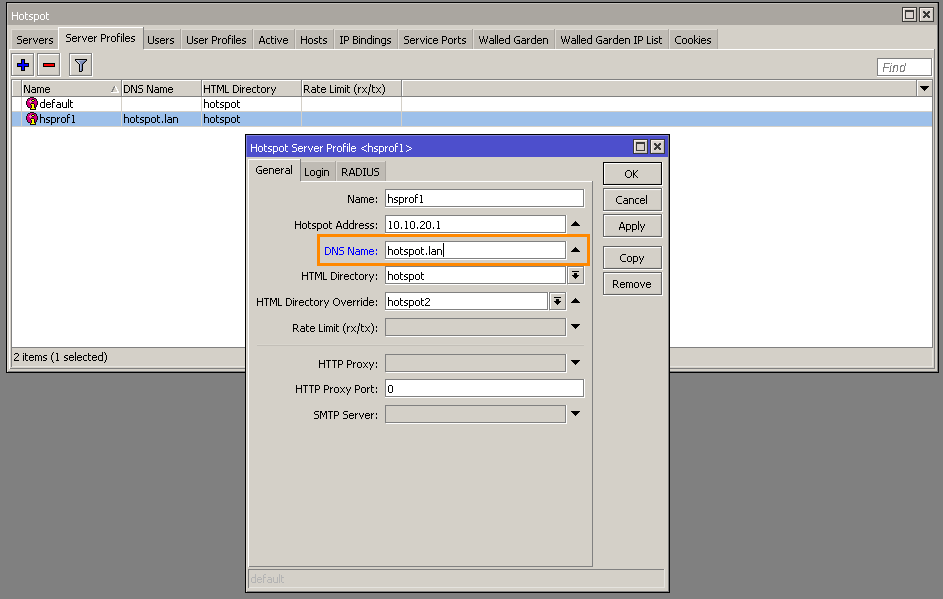 Hotspot
Servers Server Profiles Users User Profiles Active Hosts IP Bindings Service Ports Walled Garden Walled Garden IP List Cookies
Find
Name DNS Name HTML Directory Rate Limit (rx/tx)
default hotspot
hsprof1 hotspot.lan hotspot
2 items (1 selected)
Hotspot Server Profile <hsprof1>
General Login RADIUS
Name: hsprof1
Hotspot Address: 10.10.20.1
DNS Name: hotspot.lan
HTML Directory: hotspot
HTML Directory Override: hotspot2
Rate Limit (rx/tx):
HTTP Proxy:
HTTP Proxy Port: 0
SMTP Server:
OK
Cancel
Apply
Copy
Remove
default